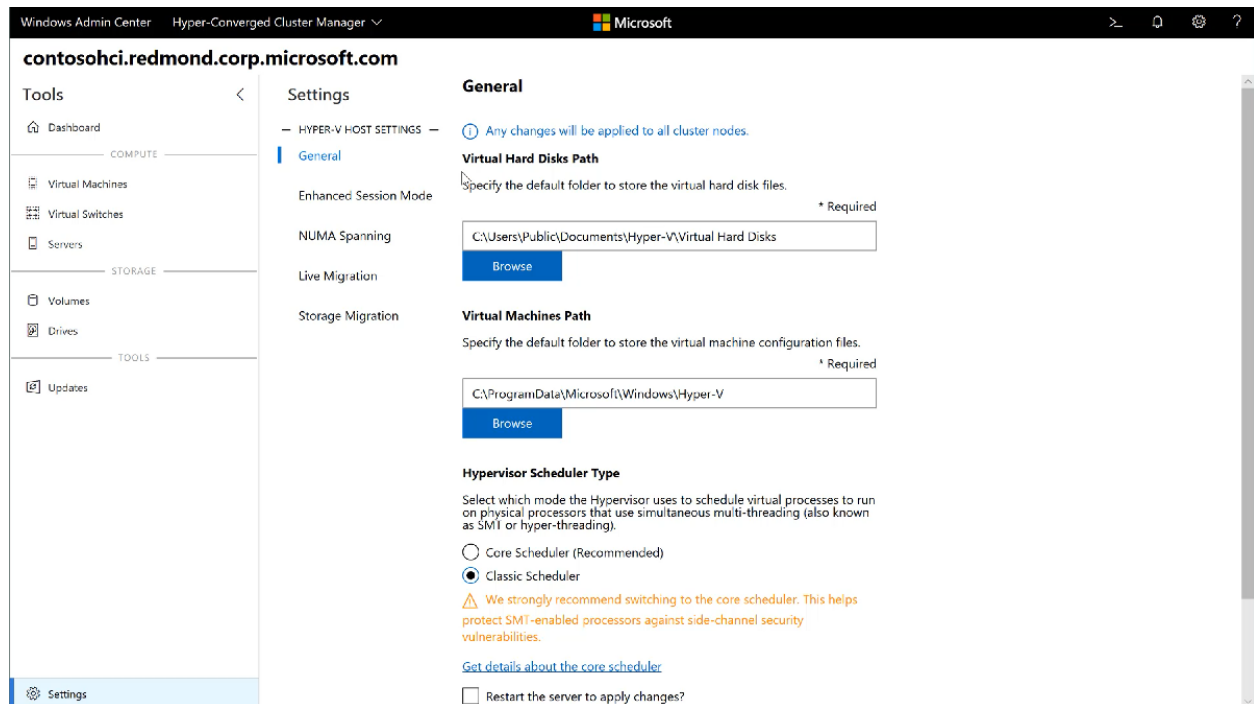 Windows Admin Center Hyper-Converged Cluster Manager Microsoft >_ ?
contosohci.redmond.corp.microsoft.com
Tools
Dashboard
COMPUTE
Virtual Machines
Virtual Switches
Servers
STORAGE
Volumes
Drives
TOOLS
Updates
Settings
Settings
HYPER-V HOST SETTINGS
General
Enhanced Session Mode
NUMA Spanning
Live Migration
Storage Migration
General
Any changes will be applied to all cluster nodes.
Virtual Hard Disks Path
Specify the default folder to store the virtual hard disk files.
* Required
C:\Users\Public\Documents\Hyper-V\Virtual Hard Disks
Browse
Virtual Machines Path
Specify the default folder to store the virtual machine configuration files.
* Required
C:\ProgramData\Microsoft\Windows\Hyper-V
Browse
Hypervisor Scheduler Type
Select which mode the Hypervisor uses to schedule virtual processes to run
on physical processors that use simultaneous multi-threading (also known
as SMT or hyper-threading).
Core Scheduler (Recommended)
Classic Scheduler
We strongly recommend switching to the core scheduler. This helps
protect SMT-enabled processors against side-channel security
vulnerabilities.
Get details about the core scheduler
Restart the server to apply changes?